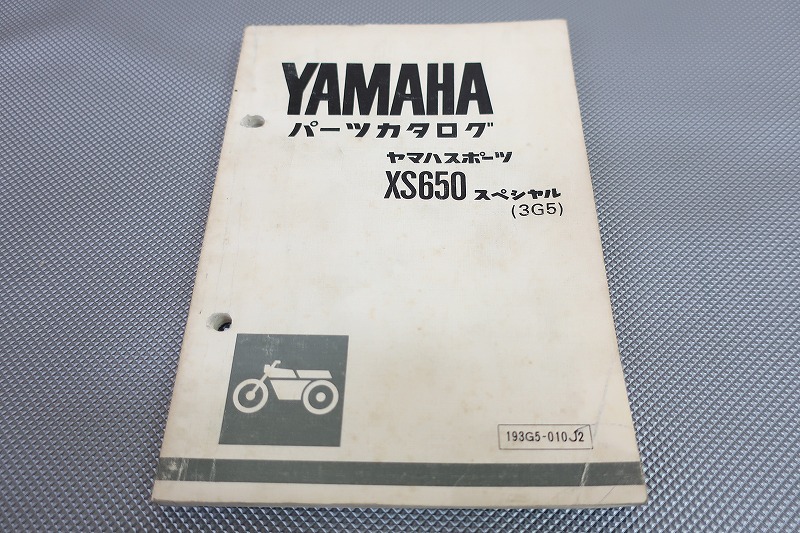 YAMAHA
パーツカタログ
ヤマハスポーツ
XS650 スペシャル
(3G5)
193G5-010J2